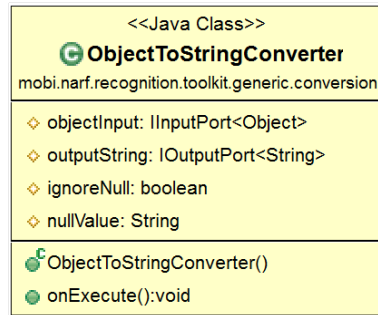 <<Java Class>>
C ObjectToStringConverter
mobi.narf.recognition.toolkit.generic.conversion
objectInput: IInputPort<Object>
outputString: IOutputPort<String>
ignoreNull: boolean
nullValue: String
C ObjectToStringConverter()
onExecute():void